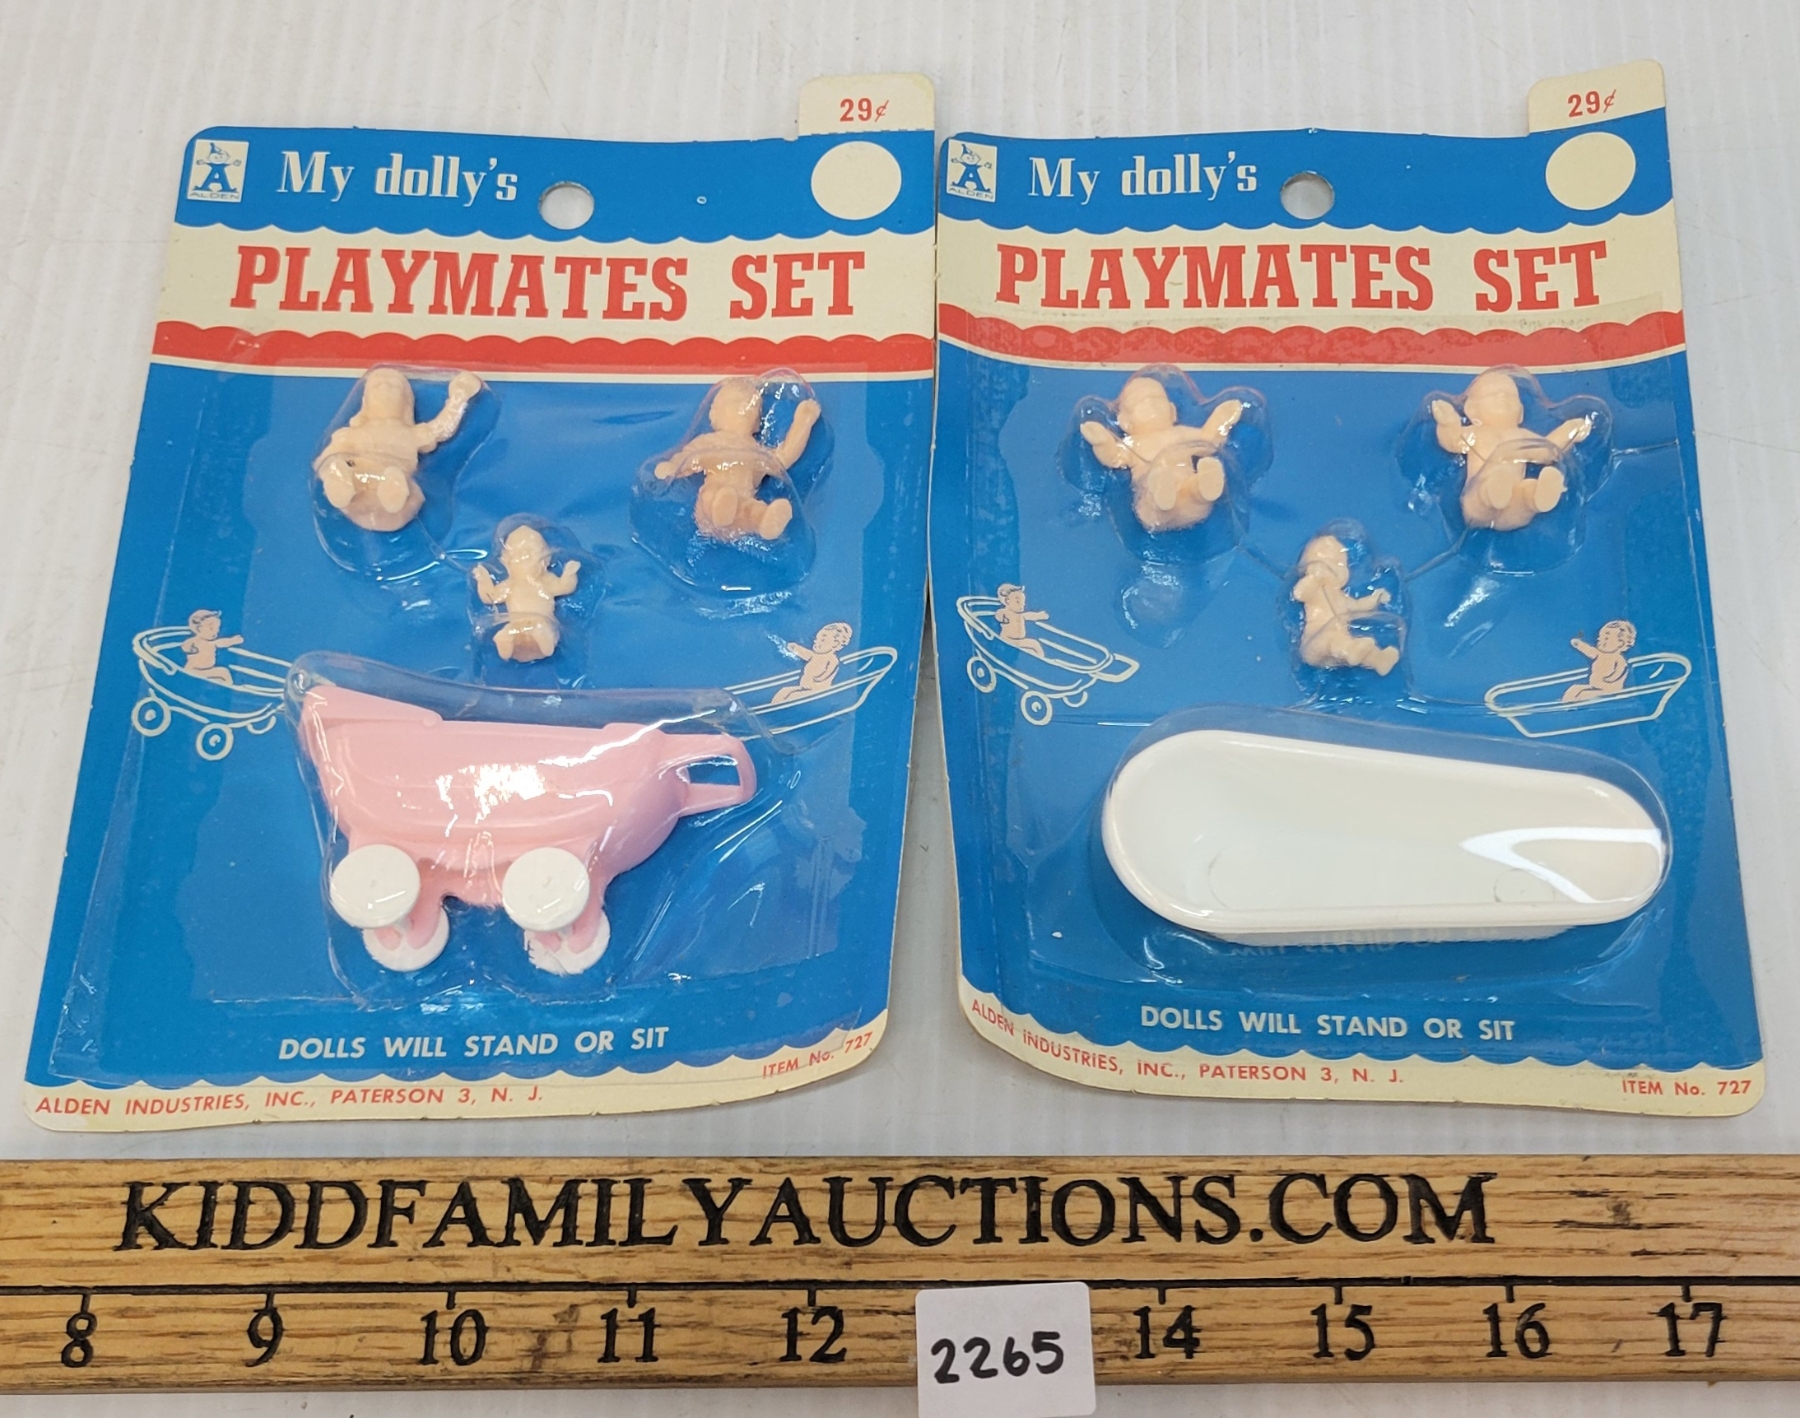 29¢
ALDEN
My dolly's
PLAYMATES SET
DOLLS WILL STAND OR SIT
ITEM No. 727
ALDEN INDUSTRIES, INC., PATERSON 3, N. J.
29¢
ALDEN
My dolly's
PLAYMATES SET
DOLLS WILL STAND OR SIT
ALDEN INDUSTRIES, INC., PATERSON 3, N. J.
ITEM No. 727
KIDDFAMILYAUCTIONS.COM
8 9 10 11 12 14 15 16 17
2265